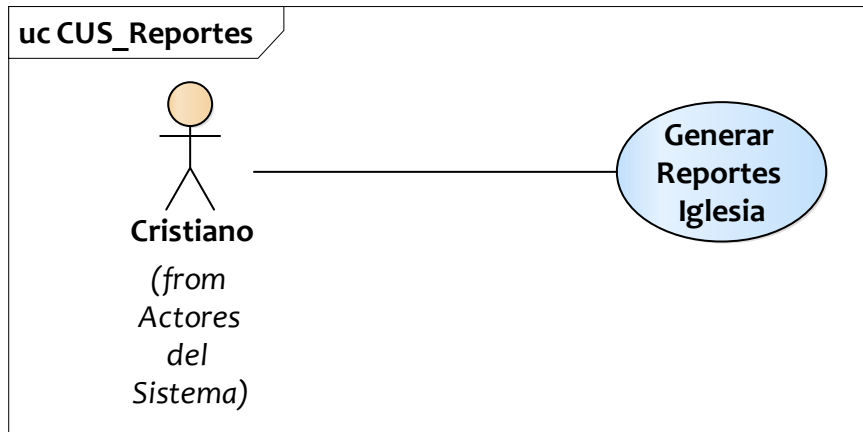 uc CUS_Reportes
Generar
Reportes
Iglesia
Cristiano
(from
Actores
del
Sistema)